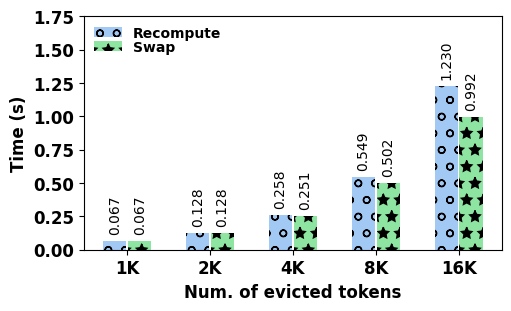 1.75
1.50
1.25
1.00
0.75
0.50
0.25
0.00
Time (s)
Recompute
Swap
0.067
0.067
0.128
0.128
0.258
0.251
0.549
0.502
1.230
0.992
1K
2K
4K
8K
16K
Num. of evicted tokens